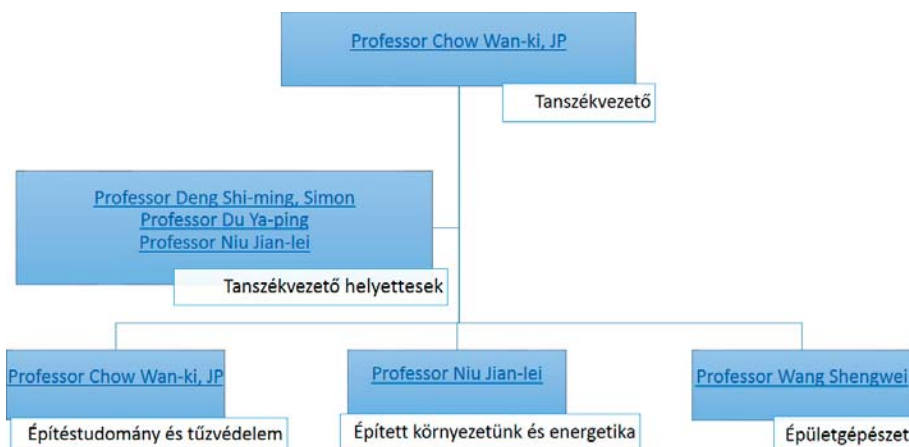 Professor Chow Wan-ki, JP
Tanszékvezető
Professor Deng Shi-ming, Simon
Professor Du Ya-ping
Professor Niu Jian-lei
Tanszékvezető helyettesek
Professor Chow Wan-ki, JP
Építéstudomány és tűzvédelem
Professor Niu Jian-lei
Épített környezetünk és energetika
Professor Wang Shengwei
Épületgépészet